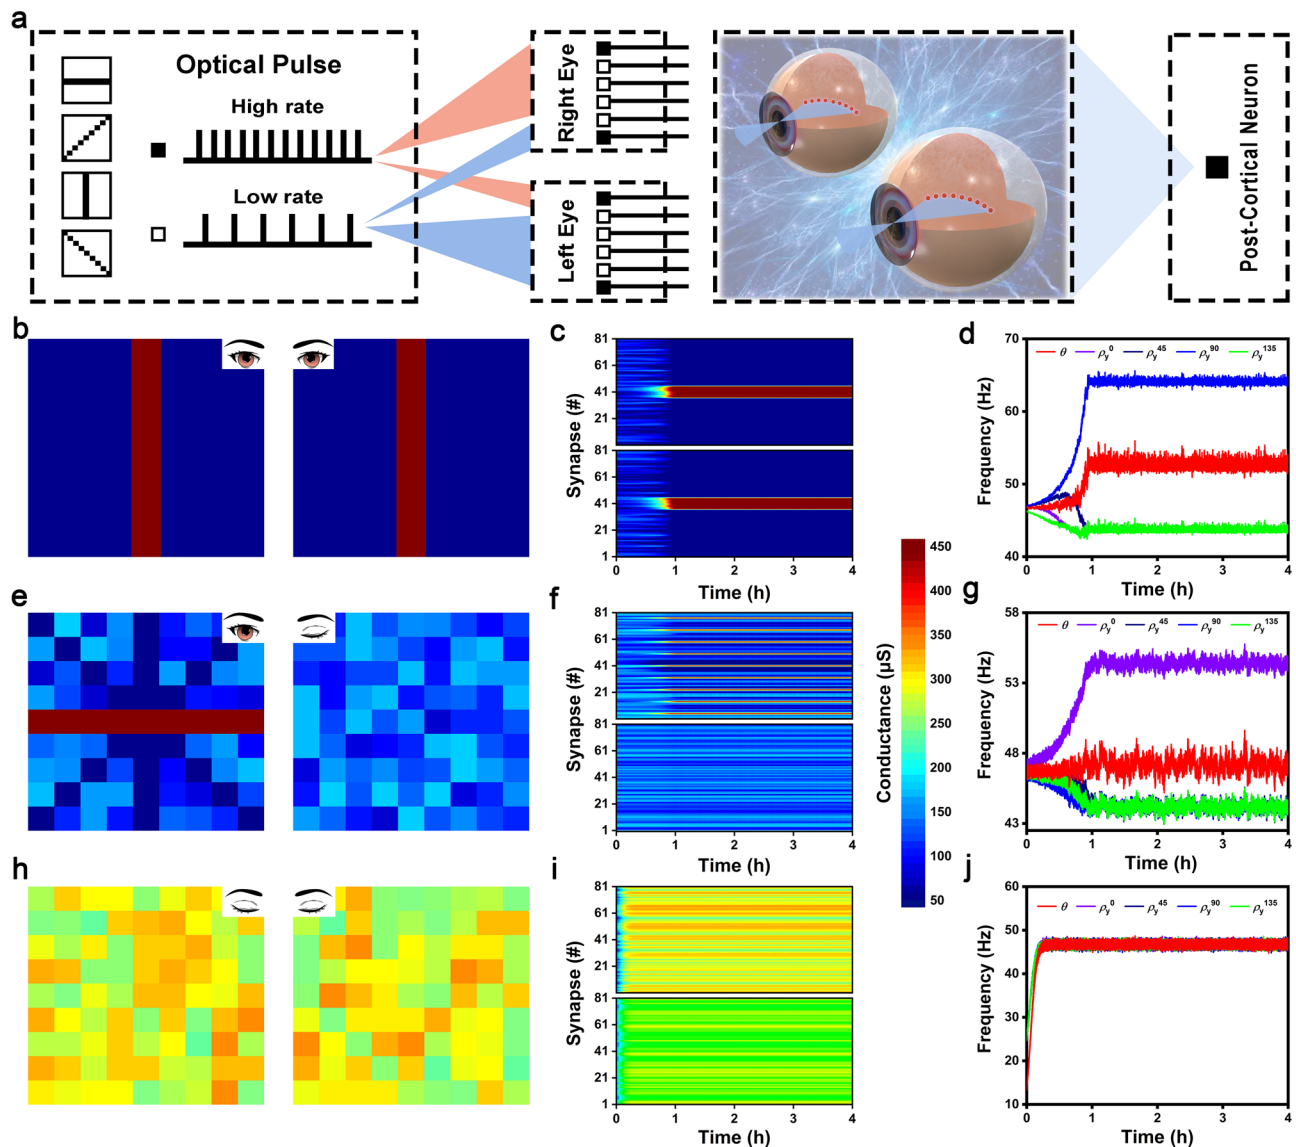 a
Optical Pulse
High rate
Low rate
Right Eye
Left Eye
Post-Cortical Neuron
b
c
Synapse (#)
81
61
41
21
81
61
41
21
1
0 1 2 3 4
Time (h)
d
θ ρy0 ρy45 ρy90 ρy135
Frequency (Hz)
70
60
50
40
0 1 2 3 4
Time (h)
e
f
Synapse (#)
81
61
41
21
81
61
41
21
1
0 1 2 3 4
Time (h)
Conductance (µS)
450
400
350
300
250
200
150
100
50
g
θ ρy0 ρy45 ρy90 ρy135
Frequency (Hz)
58
53
48
43
0 1 2 3 4
Time (h)
h
i
Synapse (#)
81
61
41
21
81
61
41
21
1
0 1 2 3 4
Time (h)
j
θ ρy0 ρy45 ρy90 ρy135
Frequency (Hz)
60
50
40
30
20
10
0 1 2 3 4
Time (h)